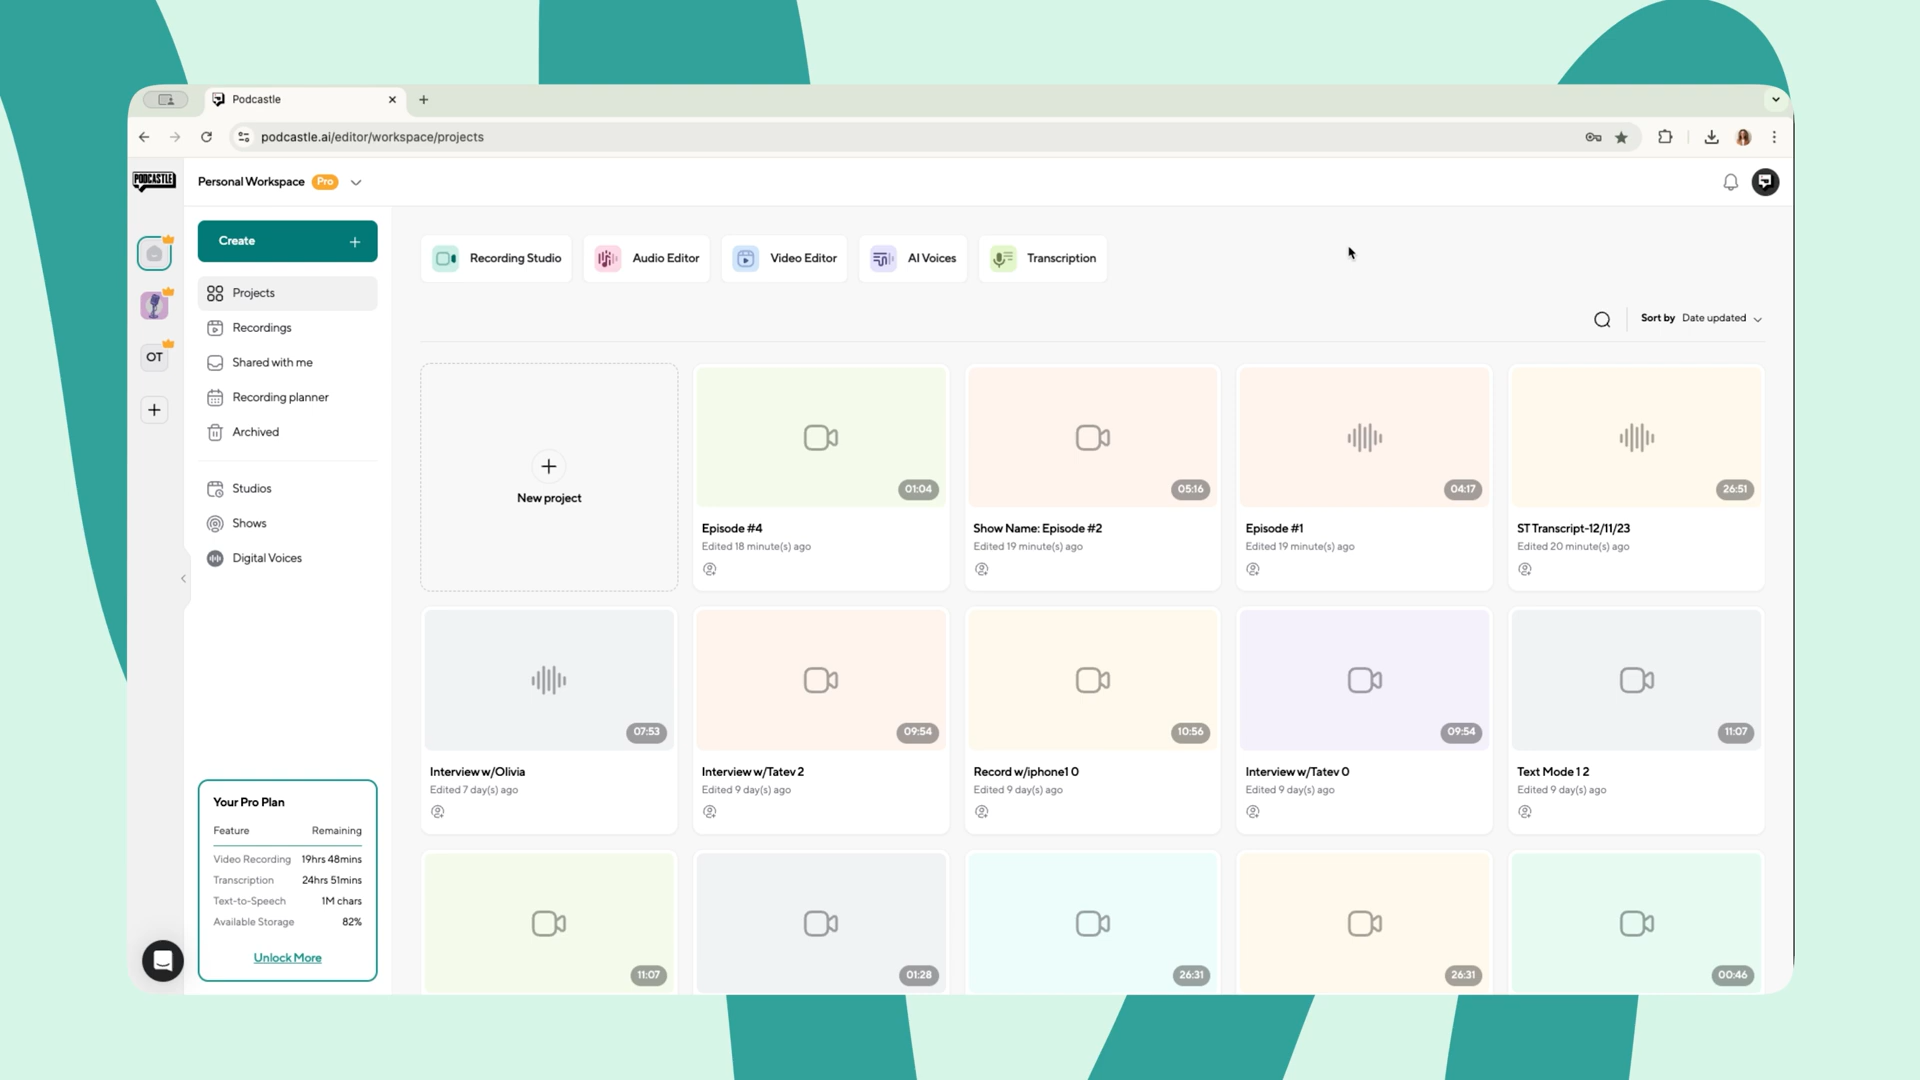 Podcastle
podcastle.ai/editor/workspace/projects
PODCASTLE
Personal Workspace Pro
OT
Create
Projects
Recordings
Shared with me
Recording planner
Archived
Studios
Shows
Digital Voices
Your Pro Plan
Feature Remaining
Video Recording 19hrs 48mins
Transcription 24hrs 51mins
Text-to-Speech 1M chars
Available Storage 82%
Unlock More
Recording Studio Audio Editor Video Editor AI Voices Transcription
Sort by Date updated
New project
01:04
Episode #4
Edited 18 minute(s) ago
05:16
Show Name: Episode #2
Edited 19 minute(s) ago
04:17
Episode #1
Edited 19 minute(s) ago
26:51
ST Transcript-12/11/23
Edited 20 minute(s) ago
07:53
Interview w/Olivia
Edited 7 day(s) ago
09:54
Interview w/Tatev 2
Edited 9 day(s) ago
10:56
Record w/iphone1 0
Edited 9 day(s) ago
09:54
Interview w/Tatev 0
Edited 9 day(s) ago
11:07
Text Mode 1 2
Edited 9 day(s) ago
11:07
01:28
26:31
26:31
00:46